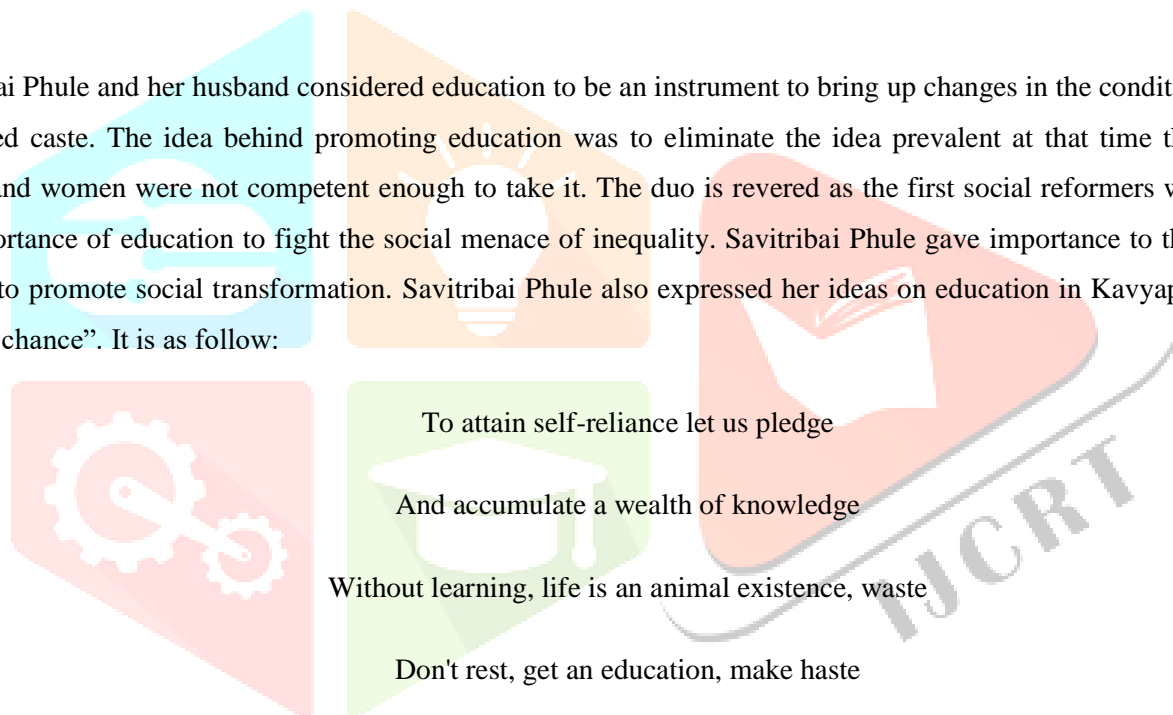 ai Phule and her husband considered education to be an instrument to bring up changes in the condit
ed caste. The idea behind promoting education was to eliminate the idea prevalent at that time t
and women were not competent enough to take it. The duo is revered as the first social reformers
ortance of education to fight the social menace of inequality. Savitribai Phule gave importance to t
to promote social transformation. Savitribai Phule also expressed her ideas on education in Kavyap
chance”. It is as follow:
To attain self-reliance let us pledge
And accumulate a wealth of knowledge
Without learning, life is an animal existence, waste
Don't rest, get an education, make haste
IJCRT